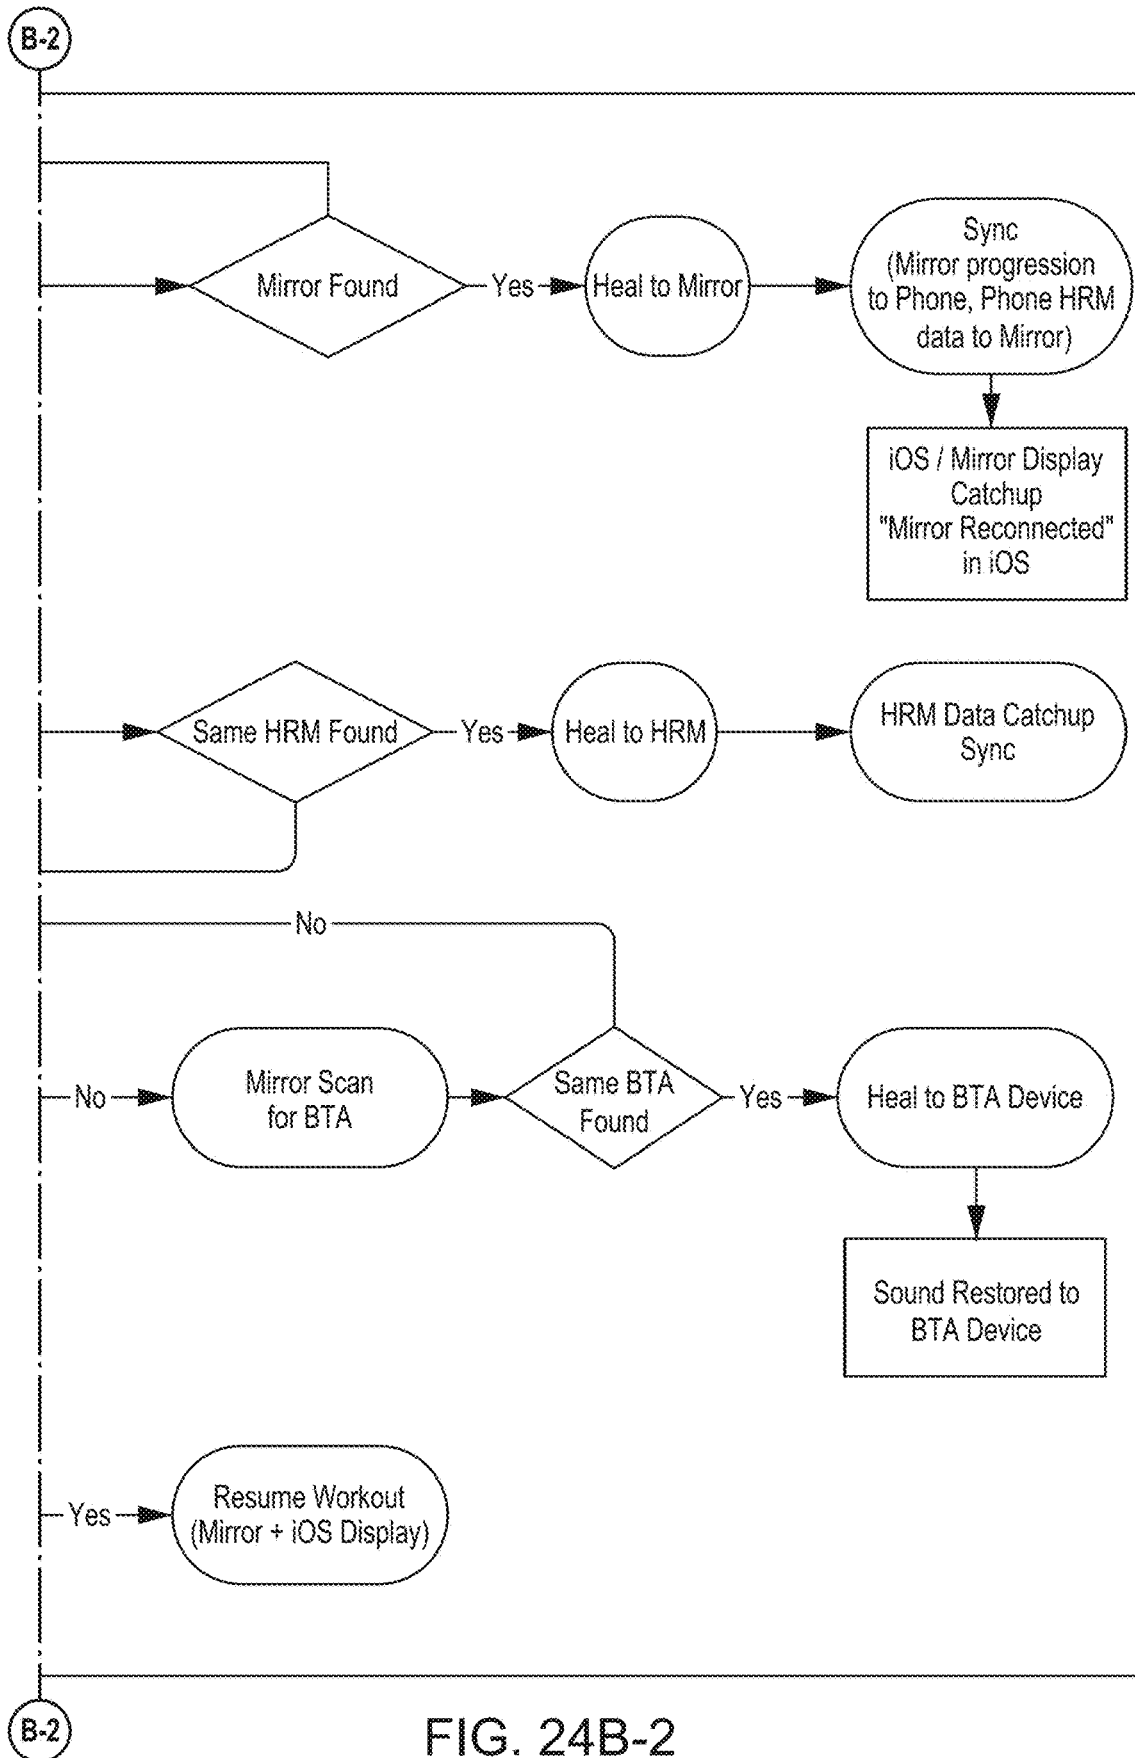 B-2
Mirror Found
Yes
Heal to Mirror
Sync
(Mirror progression
to Phone, Phone HRM
data to Mirror)
iOS / Mirror Display
Catchup
"Mirror Reconnected"
in iOS
Same HRM Found
Yes
Heal to HRM
HRM Data Catchup
Sync
No
No
Mirror Scan
for BTA
Same BTA
Found
Yes
Heal to BTA Device
Sound Restored to
BTA Device
Yes
Resume Workout
(Mirror + iOS Display)
B-2
FIG. 24B-2